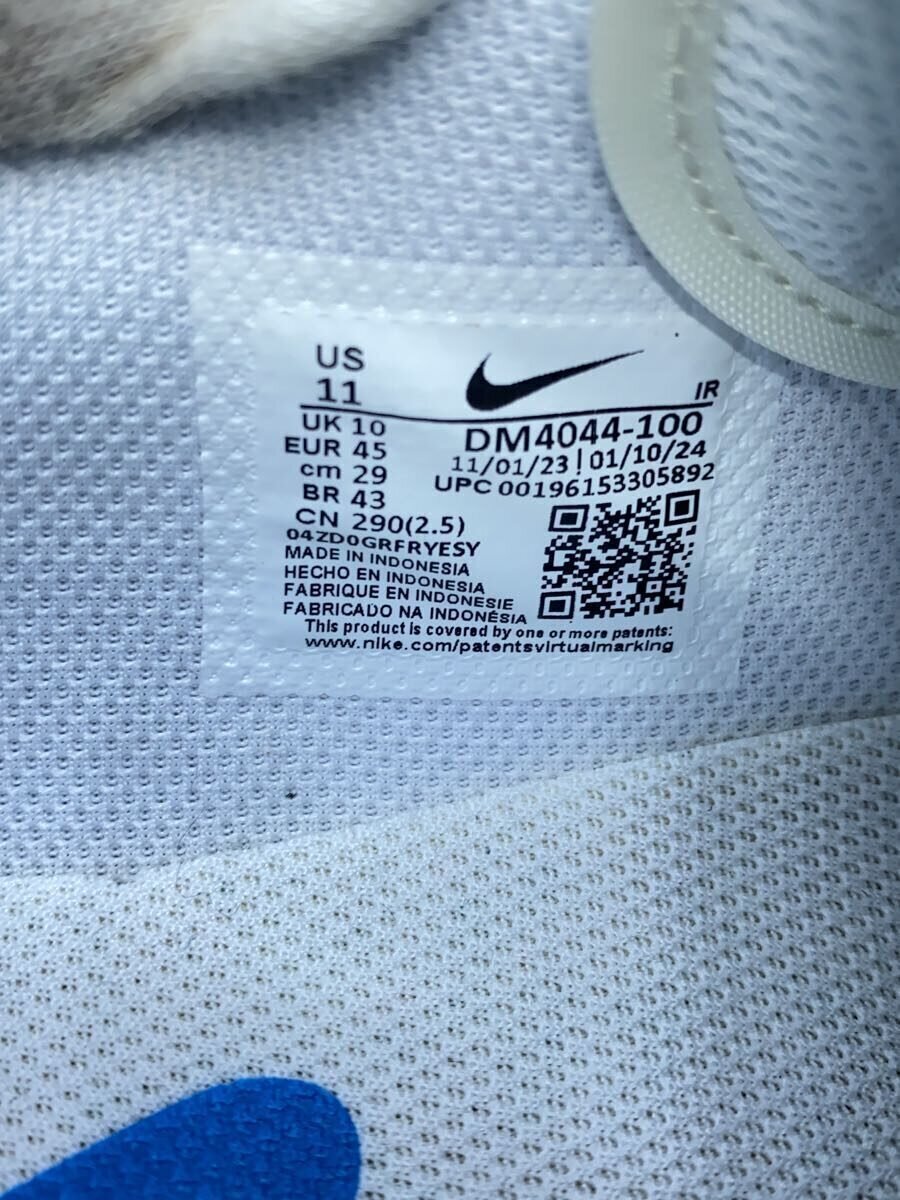 US
11
IR
UK 10
EUR 45
cm 29
BR 43
CN 290(2.5)
DM4044-100
11/01/23 | 01/10/24
UPC 00196153305892
04ZD0GRFRYESY
MADE IN INDONESIA
HECHO EN INDONESIA
FABRIQUE EN INDONESIE
FABRICADO NA INDONÉSIA
This product is covered by one or more patents:
www.nike.com/patentsvirtualmarking